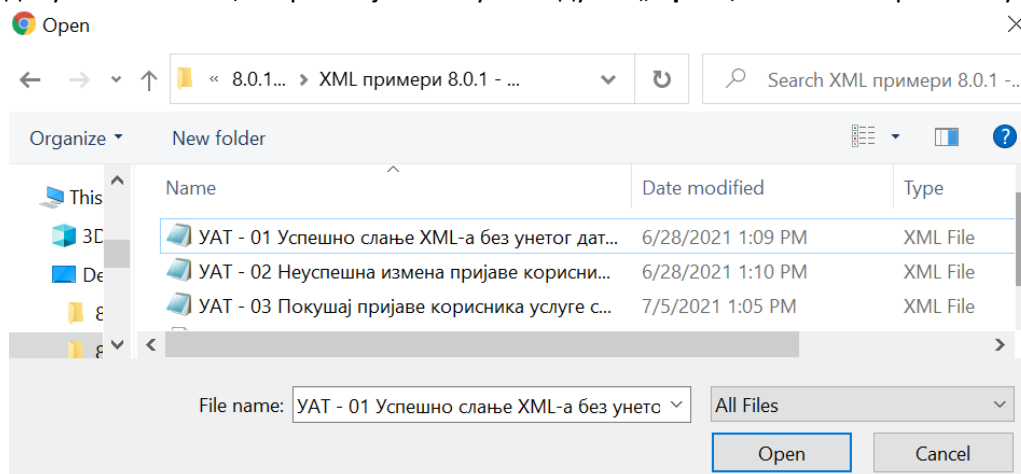 Open
« 8.0.1... > XML примери 8.0.1 - ...
Search XML примери 8.0.1 -..
Organize
New folder
Name
Date modified
Type
This
3D
De
УАТ - 01 Успешно слање XML-а без унетог дат... 6/28/2021 1:09 PM XML File
УАТ - 02 Неуспешна измена пријаве корисни... 6/28/2021 1:10 PM XML File
УАТ - 03 Покушај пријаве корисника услуге с... 7/5/2021 1:05 PM XML File
8
8
File name: УАТ - 01 Успешно слање XML-а без унето
All Files
Open
Cancel